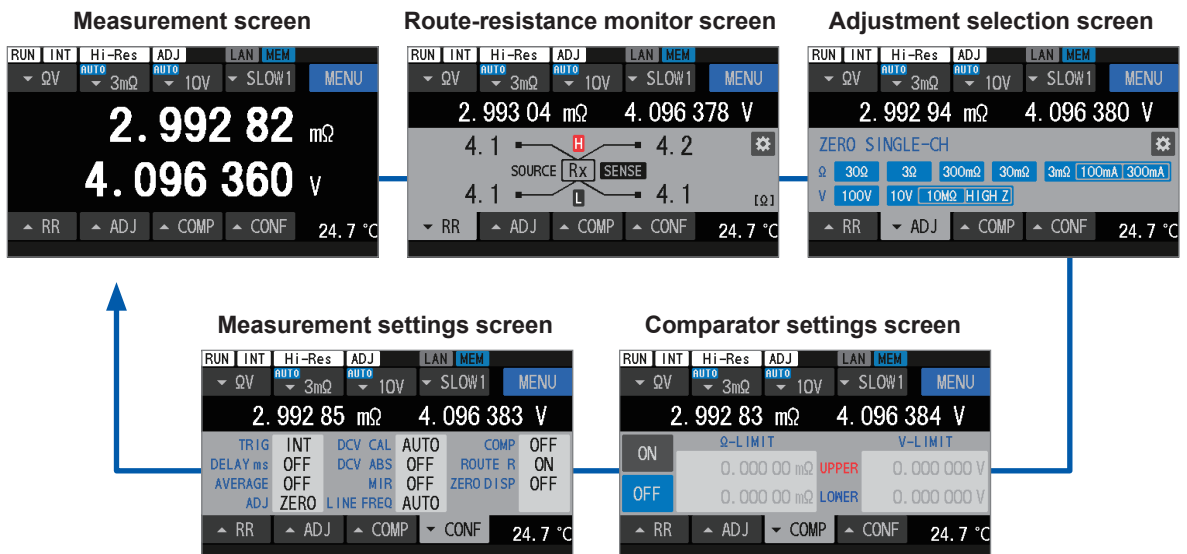 Measurement screen
RUN INT Hi-Res ADJ LAN MEM
ΩV AUTO 3mΩ AUTO 10V SLOW1 MENU
2.992 82 mΩ
4.096 360 V
RR ADJ COMP CONF 24.7 °C
Route-resistance monitor screen
RUN INT Hi-Res ADJ LAN MEM
ΩV AUTO 3mΩ AUTO 10V SLOW1 MENU
2.993 04 mΩ 4.096 378 V
4.1 H 4.2
SOURCE Rx SENSE
4.1 L 4.1 [Ω]
RR ADJ COMP CONF 24.7 °C
Adjustment selection screen
RUN INT Hi-Res ADJ LAN MEM
ΩV AUTO 3mΩ AUTO 10V SLOW1 MENU
2.992 94 mΩ 4.096 380 V
ZERO SINGLE-CH
Ω 30Ω 3Ω 300mΩ 30mΩ 3mΩ 100mA 300mA
V 100V 10V 10MΩ HIGH Z
RR ADJ COMP CONF 24.7 °C
Measurement settings screen
RUN INT Hi-Res ADJ LAN MEM
ΩV AUTO 3mΩ AUTO 10V SLOW1 MENU
2.992 85 mΩ 4.096 383 V
TRIG INT DCV CAL AUTO COMP OFF
DELAY ms OFF DCV ABS OFF ROUTE R ON
AVERAGE OFF MIR OFF ZERO DISP OFF
ADJ ZERO LINE FREQ AUTO
RR ADJ COMP CONF 24.7 °C
Comparator settings screen
RUN INT Hi-Res ADJ LAN MEM
ΩV AUTO 3mΩ AUTO 10V SLOW1 MENU
2.992 83 mΩ 4.096 384 V
Ω-LIMIT V-LIMIT
ON 0.000 00 mΩ UPPER 0.000 000 V
OFF 0.000 00 mΩ LOWER 0.000 000 V
RR ADJ COMP CONF 24.7 °C